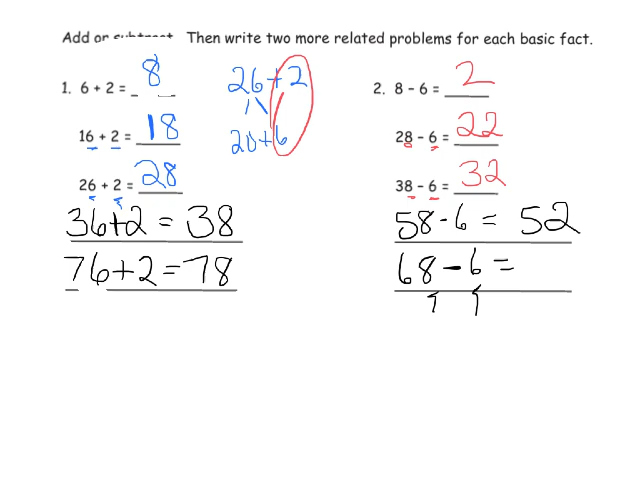 Add or subtract. Then write two more related problems for each basic fact.
1. 6 + 2 = 8
26 + 2
20 + 6
16 + 2 = 18
26 + 2 = 28
36 + 2 = 38
76 + 2 = 78
2. 8 - 6 = 2
28 - 6 = 22
38 - 6 = 32
58 - 6 = 52
68 - 6 =